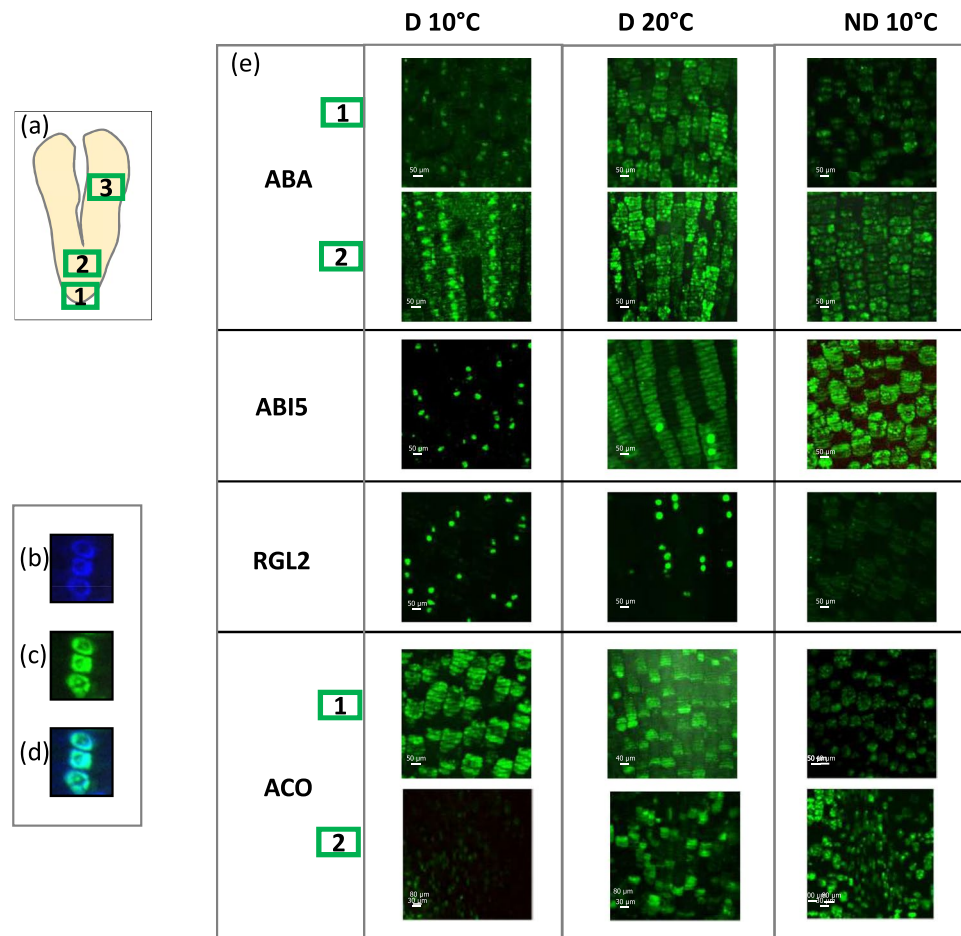 D 10°C D 20°C ND 10°C
(a)
3
2
1
(b)
(c)
(d)
(e)
ABA
1
50 µm 50 µm 50 µm
2
50 µm 50 µm 50 µm
ABI5
50 µm 50 µm 50 µm
RGL2
50 µm 50 µm 50 µm
ACO
1
50 µm 40 µm
2
80 µm 80 µm
30 µm 30 µm